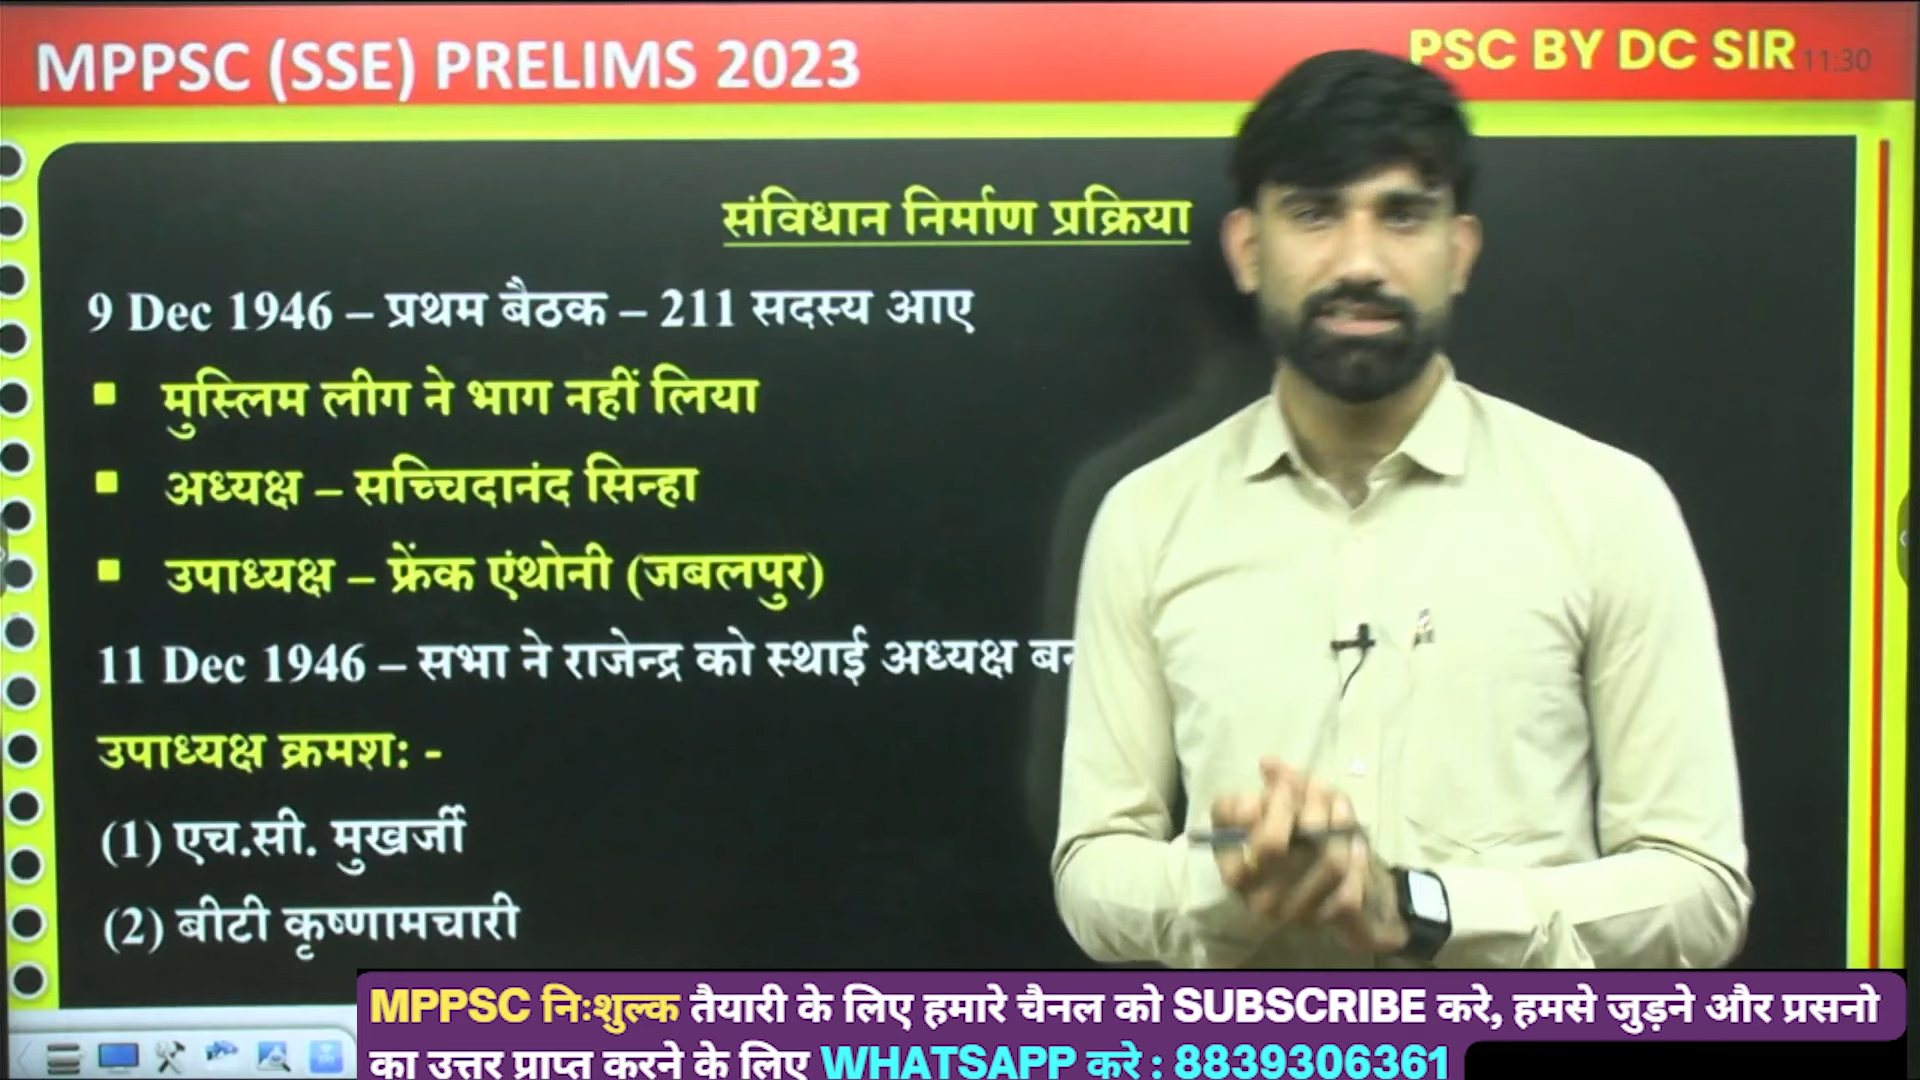 MPPSC (SSE) PRELIMS 2023
PSC BY DC SIR 11:30
संविधान निर्माण प्रक्रिया
9 Dec 1946 – प्रथम बैठक – 211 सदस्य आए
▪ मुस्लिम लीग ने भाग नहीं लिया
▪ अध्यक्ष – सच्चिदानंद सिन्हा
▪ उपाध्यक्ष – फ्रेंक एंथोनी (जबलपुर)
11 Dec 1946 – सभा ने राजेन्द्र को स्थाई अध्यक्ष
उपाध्यक्ष क्रमश: -
(1) एच.सी. मुखर्जी
(2) बीटी कृष्णामचारी
MPPSC नि:शुल्क तैयारी के लिए हमारे चैनल को SUBSCRIBE करे, हमसे जुड़ने और प्रसनो
का उत्तर प्राप्त करने के लिए WHATSAPP करे : 8839306361